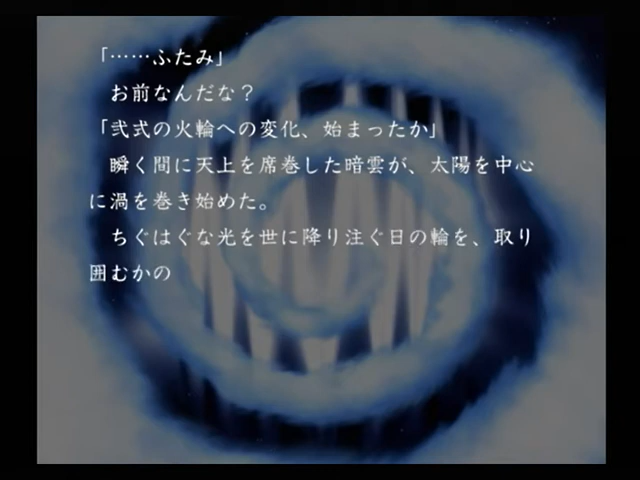 「……ふたみ」
お前なんだな？
「弐式の火輪への変化、始まったか」
瞬く間に天上を席巻した暗雲が、太陽を中心
に渦を巻き始めた。
ちぐはぐな光を世に降り注ぐ日の輪を、取り
囲むかの